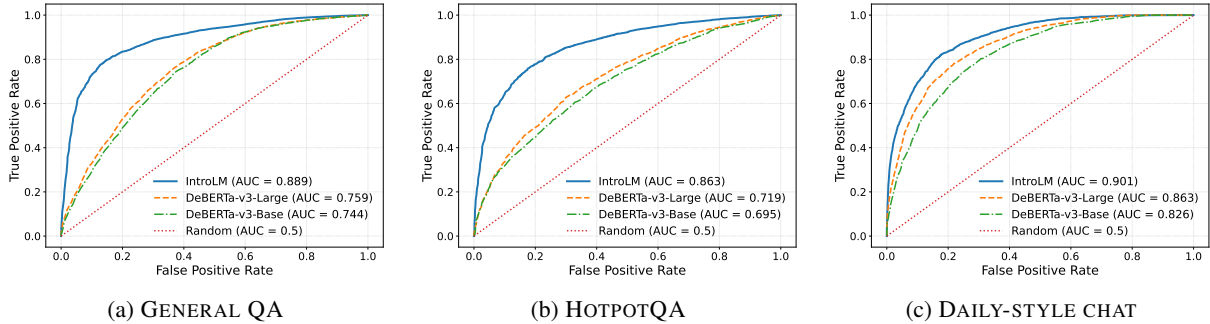 True Positive Rate
1.0
0.8
0.6
0.4
0.2
0.0
IntroLM (AUC = 0.889)
DeBERTa-v3-Large (AUC = 0.759)
DeBERTa-v3-Base (AUC = 0.744)
Random (AUC = 0.5)
0.0 0.2 0.4 0.6 0.8 1.0
False Positive Rate
(a) GENERAL QA
True Positive Rate
1.0
0.8
0.6
0.4
0.2
0.0
IntroLM (AUC = 0.863)
DeBERTa-v3-Large (AUC = 0.719)
DeBERTa-v3-Base (AUC = 0.695)
Random (AUC = 0.5)
0.0 0.2 0.4 0.6 0.8 1.0
False Positive Rate
(b) HOTPOTQA
True Positive Rate
1.0
0.8
0.6
0.4
0.2
0.0
IntroLM (AUC = 0.901)
DeBERTa-v3-Large (AUC = 0.863)
DeBERTa-v3-Base (AUC = 0.826)
Random (AUC = 0.5)
0.0 0.2 0.4 0.6 0.8 1.0
False Positive Rate
(c) DAILY-STYLE CHAT